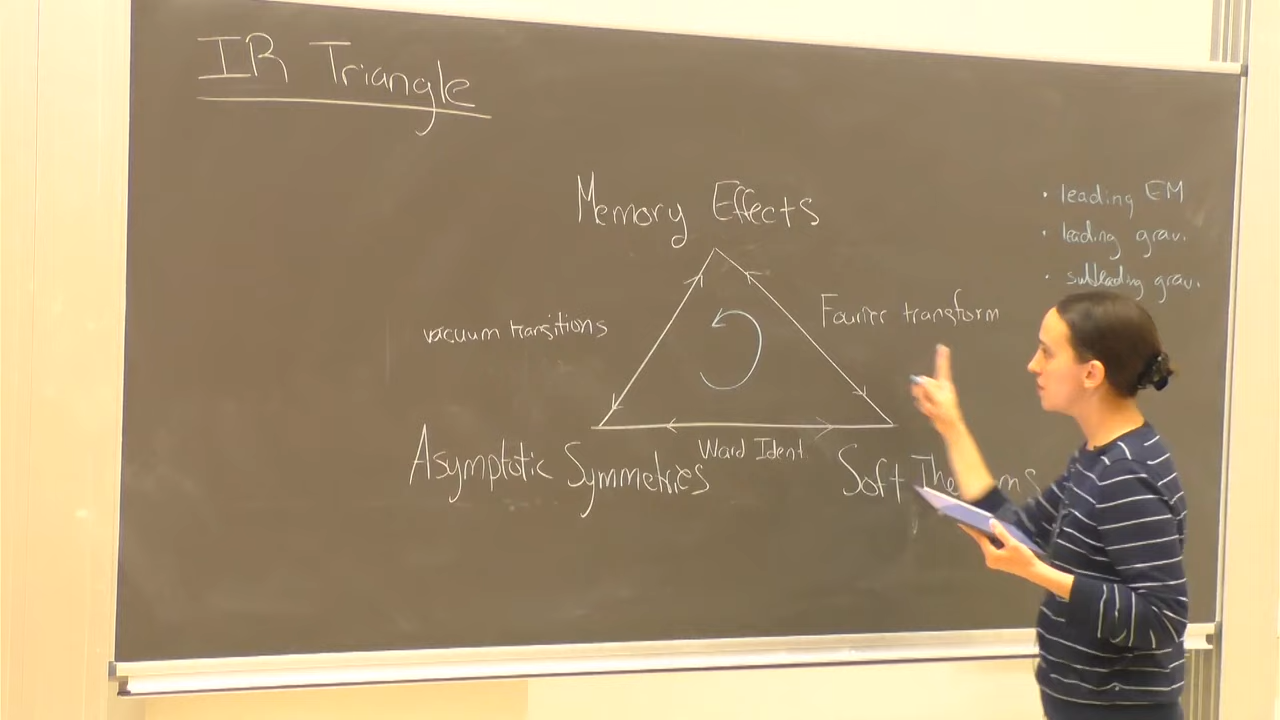 IR Triangle
Memory Effects
• leading EM
• leading grav.
• subleading grav.
vacuum transitions
Fourier transform
Ward Ident.
Asymptotic Symmetries
Soft